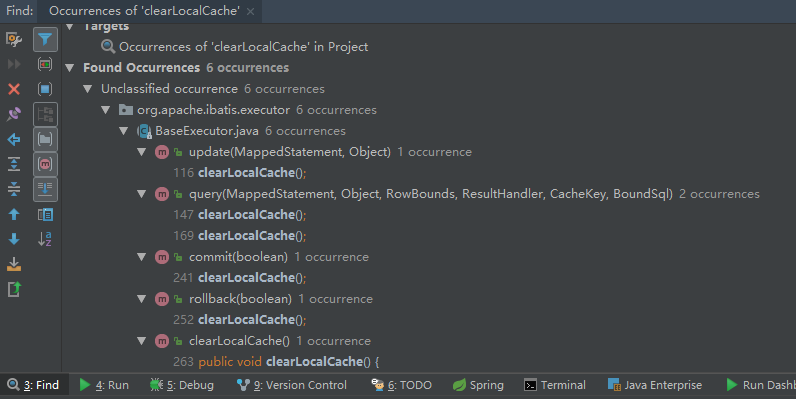 Find: Occurrences of 'clearLocalCache' ×
Targets
Occurrences of 'clearLocalCache' in Project
Found Occurrences 6 occurrences
Unclassified occurrence 6 occurrences
org.apache.ibatis.executor 6 occurrences
BaseExecutor.java 6 occurrences
update(MappedStatement, Object) 1 occurrence
116 clearLocalCache();
query(MappedStatement, Object, RowBounds, ResultHandler, CacheKey, BoundSql) 2 occurrences
147 clearLocalCache();
169 clearLocalCache();
commit(boolean) 1 occurrence
241 clearLocalCache();
rollback(boolean) 1 occurrence
252 clearLocalCache();
clearLocalCache() 1 occurrence
263 public void clearLocalCache() {
3: Find 4: Run 5: Debug 9: Version Control 6: TODO Spring Terminal Java Enterprise Run Dashb